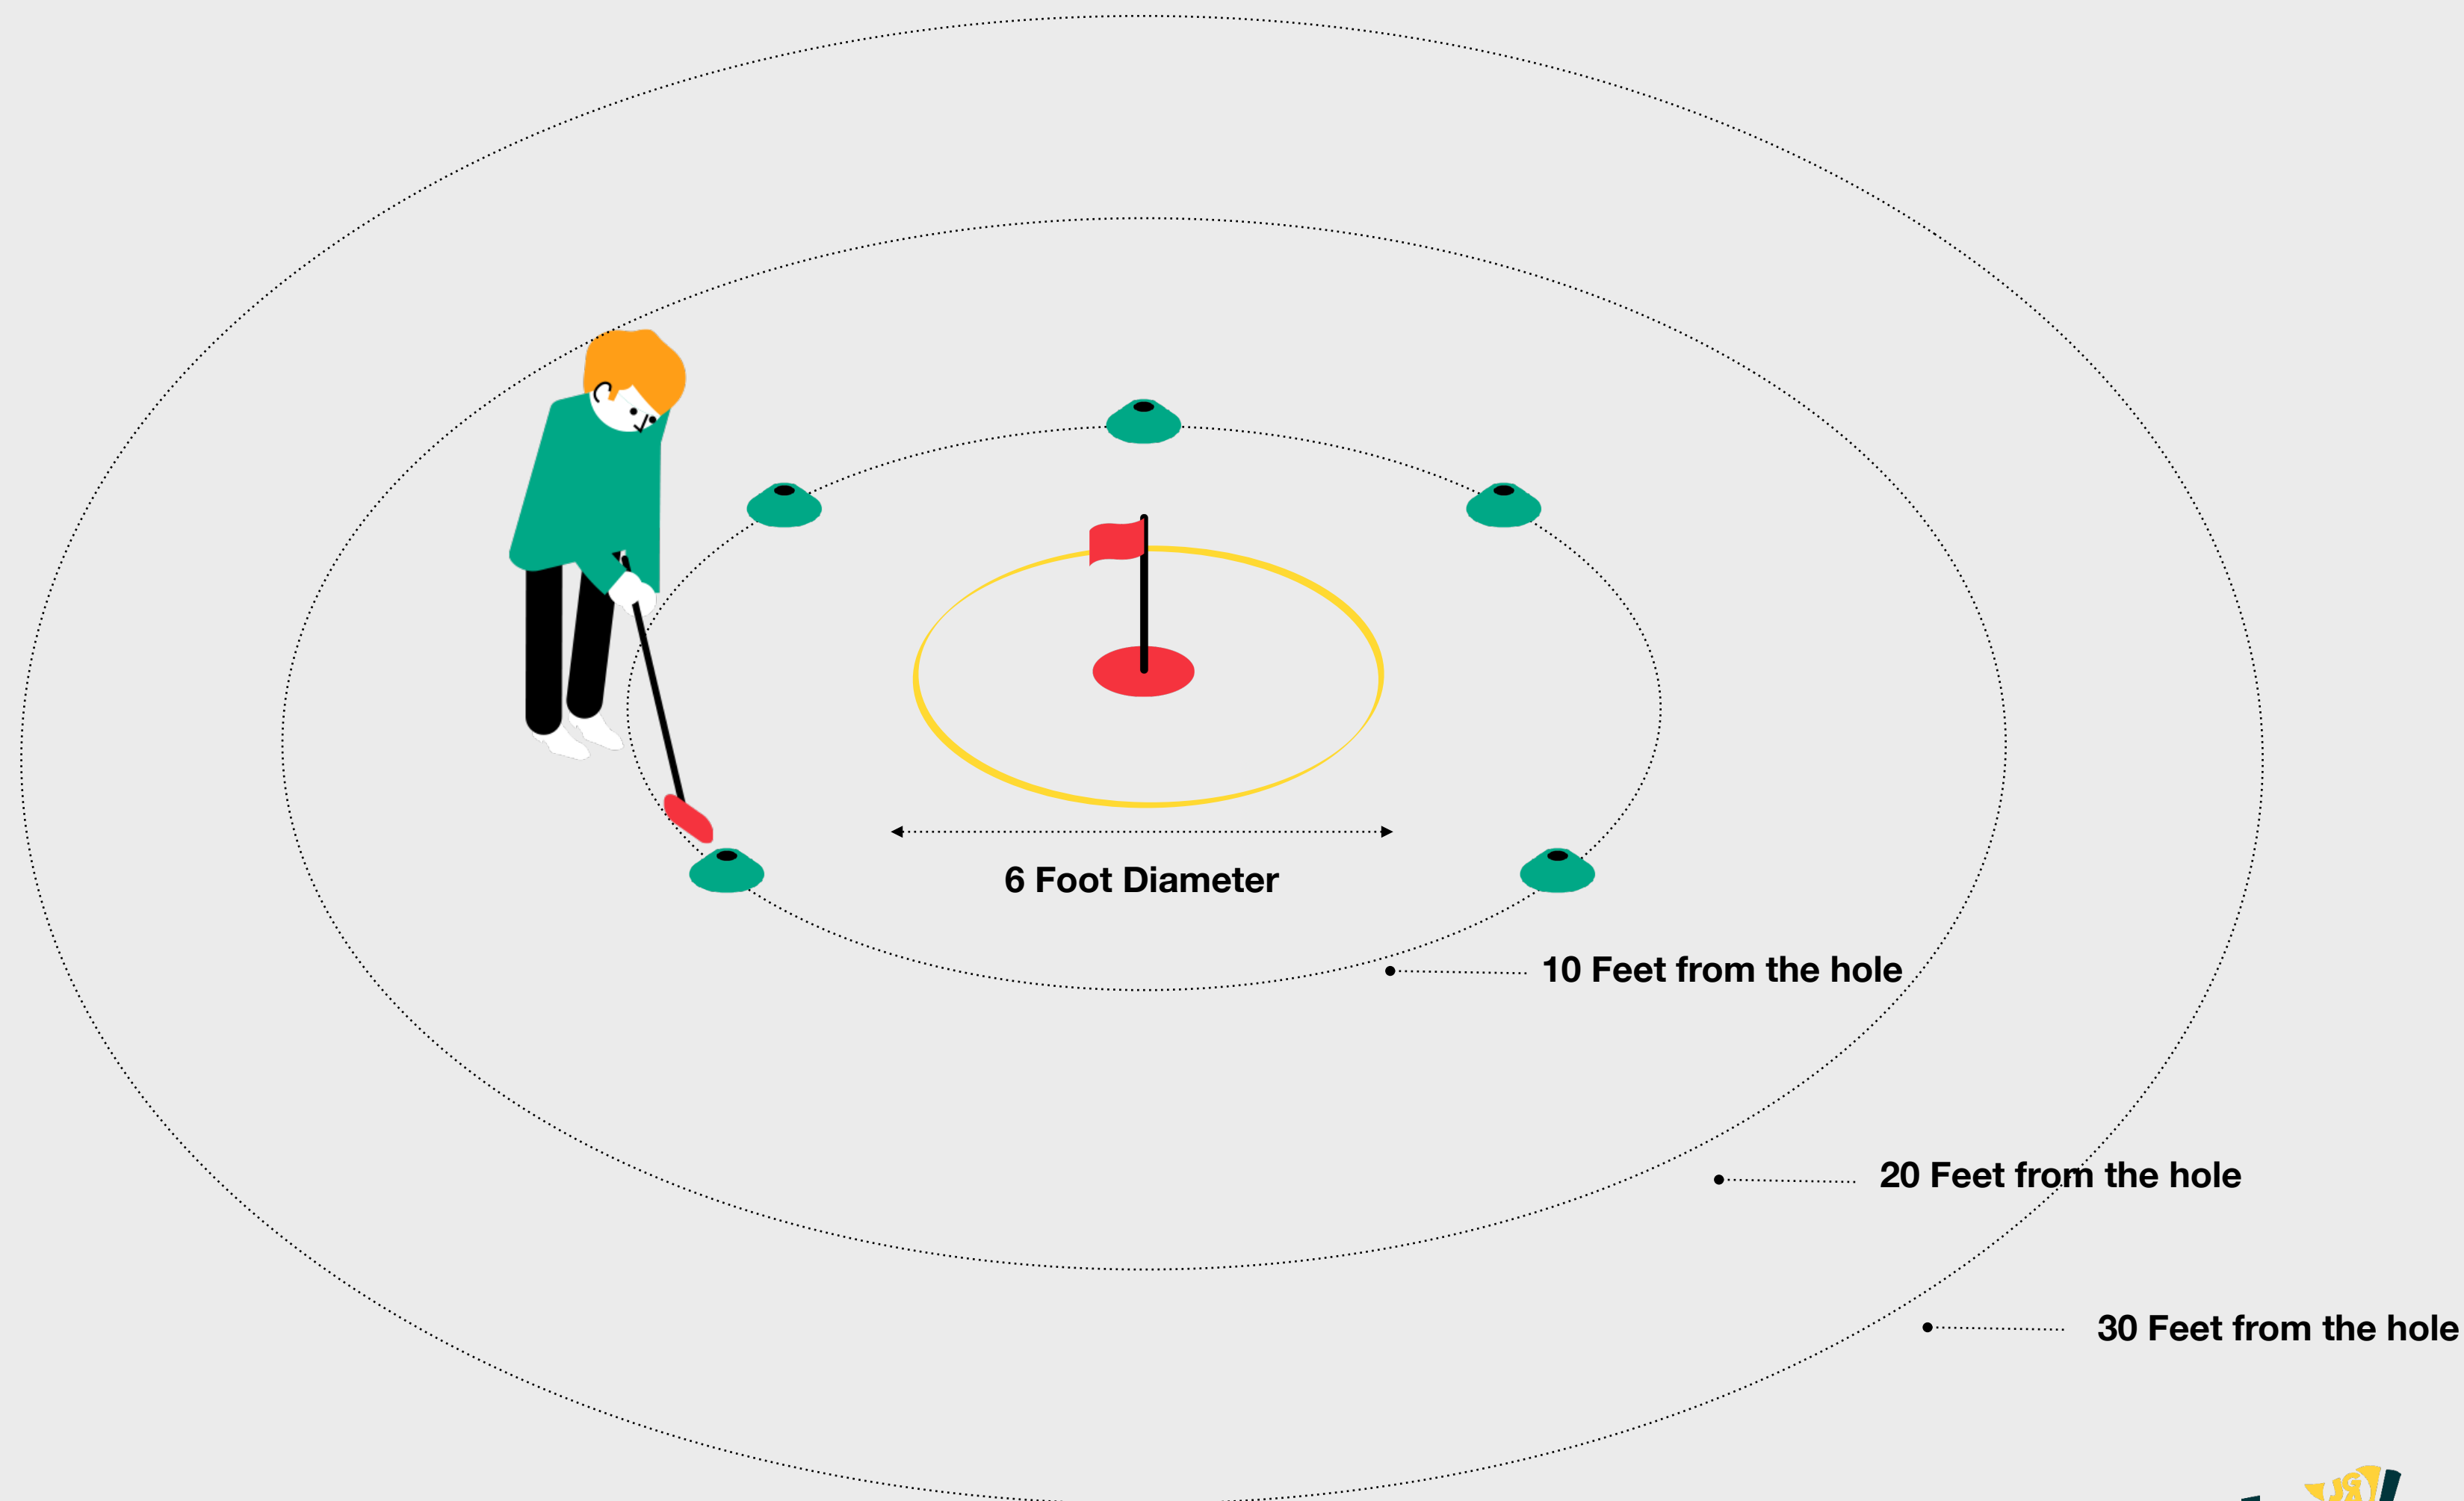 6 Foot Diameter
10 Feet from the hole
20 Feet from the hole
30 Feet from the hole